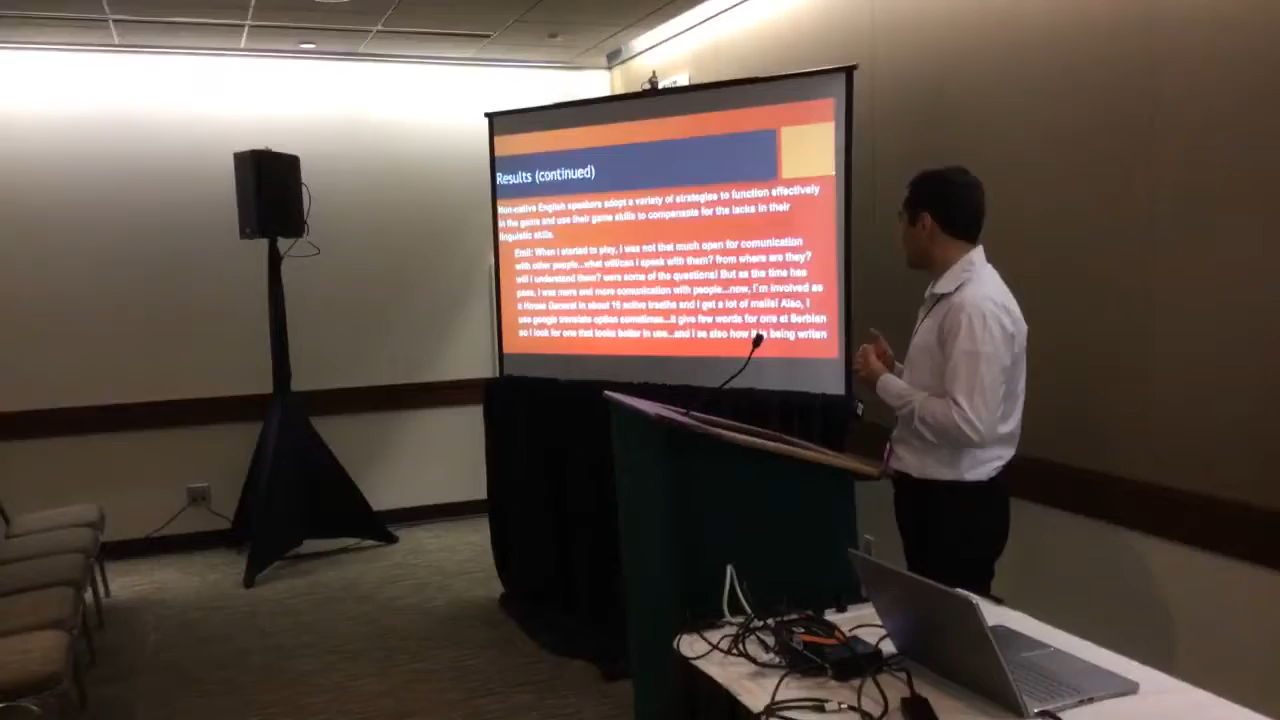 Results (continued)
Non-native English speakers adopt a variety of strategies to function effectively
in the game and use their game skills to compensate for the lacks in their
linguistic skills.
Emil: When I started to play, I was not that much open for comunication
with other people...what will/can I speak with them? from where are they?
will I understand them? were some of the questions! But as the time has
pass, I was more and more comunication with people...now, I'm involved as
a House Garwest in about 16 active treaths and I get a lot of mails! Also, I
use google translate option sometimes...it give few words for one at Serbian
so I look for one that looks better in use...and I se also how it is being writen